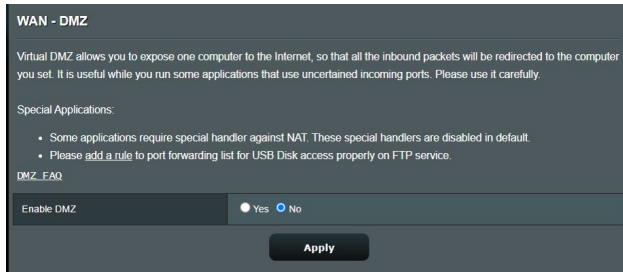 WAN - DMZ
Virtual DMZ allows you to expose one computer to the Internet, so that all the inbound packets will be redirected to the computer
you set. It is useful while you run some applications that use uncertained incoming ports. Please use it carefully.
Special Applications:
• Some applications require special handler against NAT. These special handlers are disabled in default.
• Please add a rule to port forwarding list for USB Disk access properly on FTP service.
DMZ FAQ
Enable DMZ Yes No
Apply